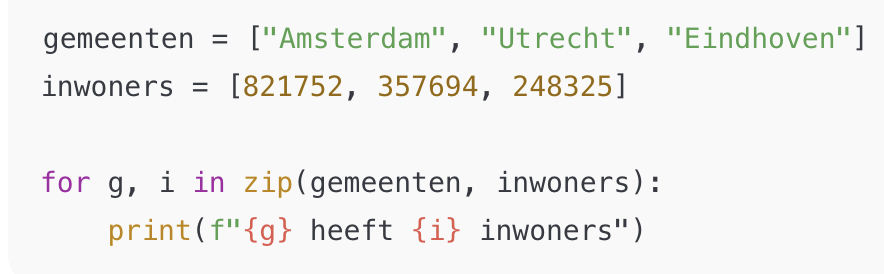 gemeenten = ["Amsterdam", "Utrecht", "Eindhoven"]
inwoners = [821752, 357694, 248325]

for g, i in zip(gemeenten, inwoners):
    print(f"{g} heeft {i} inwoners")